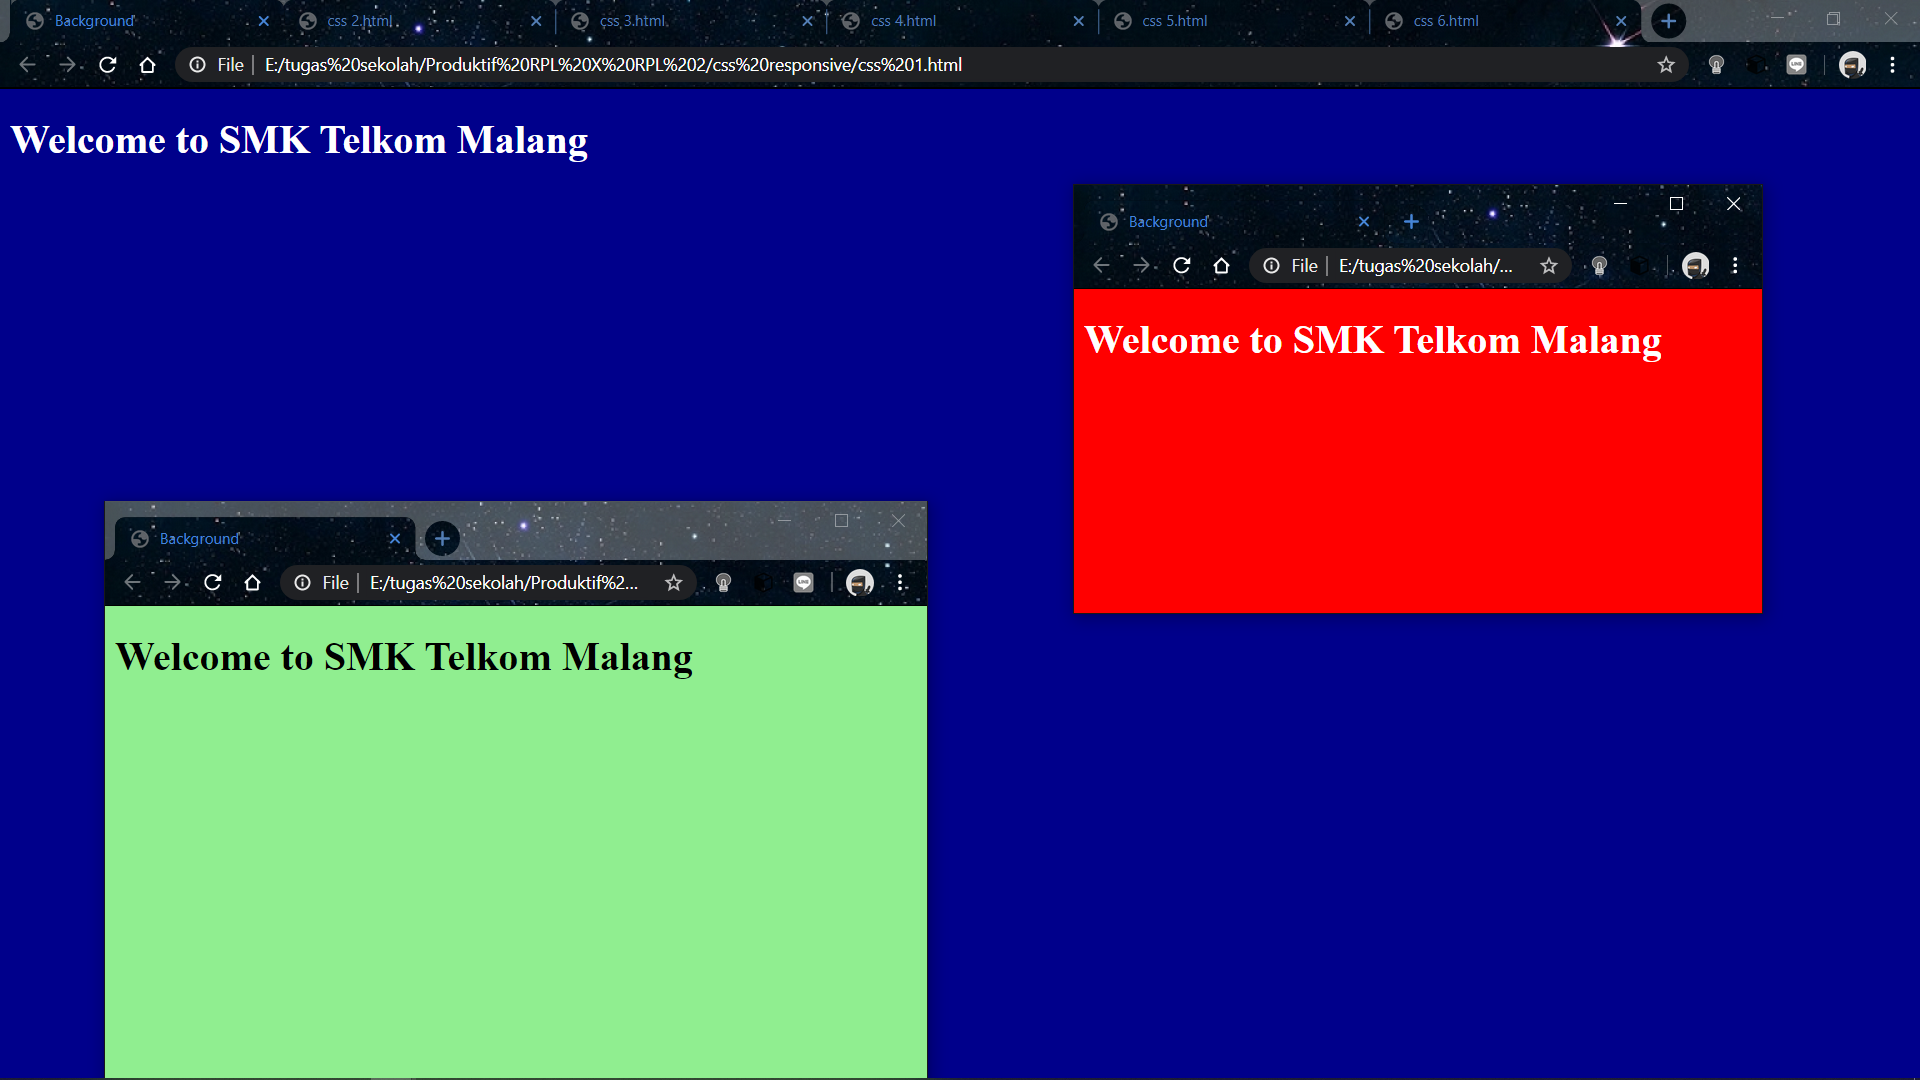 Background
css 2.html
css 3.html
css 4.html
css 5.html
css 6.html
File
E:/tugas%20sekolah/Produktif%20RPL%20X%20RPL%202/css%20responsive/css%201.html
Welcome to SMK Telkom Malang
Background
File
E:/tugas%20sekolah/...
Welcome to SMK Telkom Malang
Background
File
E:/tugas%20sekolah/Produktif%2...
Welcome to SMK Telkom Malang